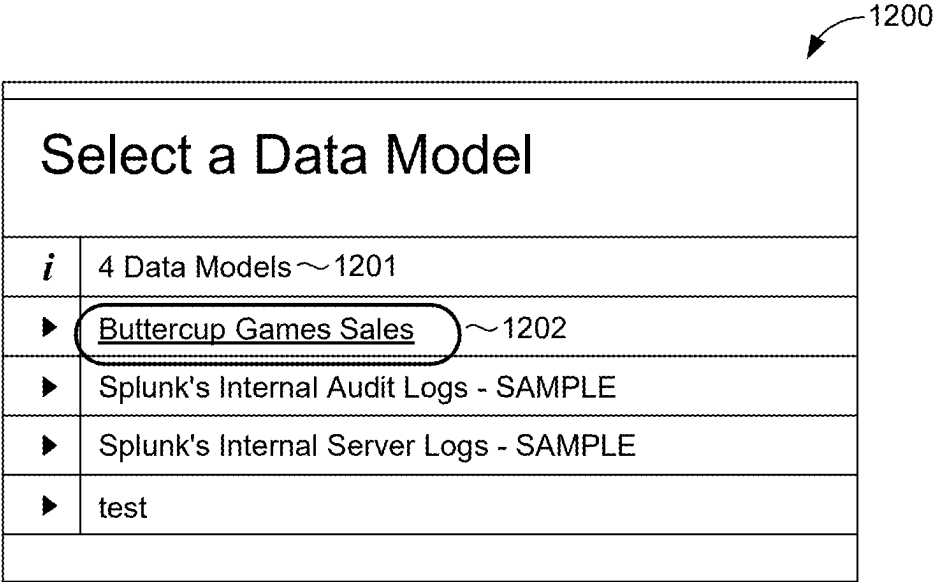 1200
Select a Data Model
i 4 Data Models 1201
Buttercup Games Sales 1202
Splunk's Internal Audit Logs - SAMPLE
Splunk's Internal Server Logs - SAMPLE
test